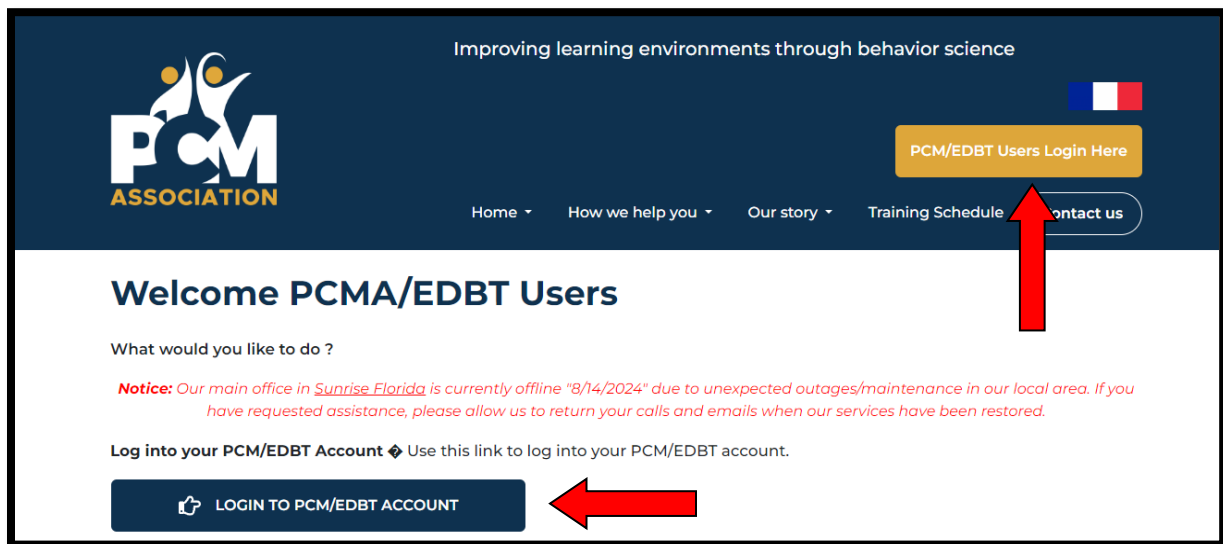 Improving learning environments through behavior science
PCM
ASSOCIATION
PCM/EDBT Users Login Here
Home
How we help you
Our story
Training Schedule
ontact us
Welcome PCMA/EDBT Users
What would you like to do ?
Notice: Our main office in Sunrise Florida is currently offline "8/14/2024" due to unexpected outages/maintenance in our local area. If you
have requested assistance, please allow us to return your calls and emails when our services have been restored.
Log into your PCM/EDBT Account � Use this link to log into your PCM/EDBT account.
LOGIN TO PCM/EDBT ACCOUNT